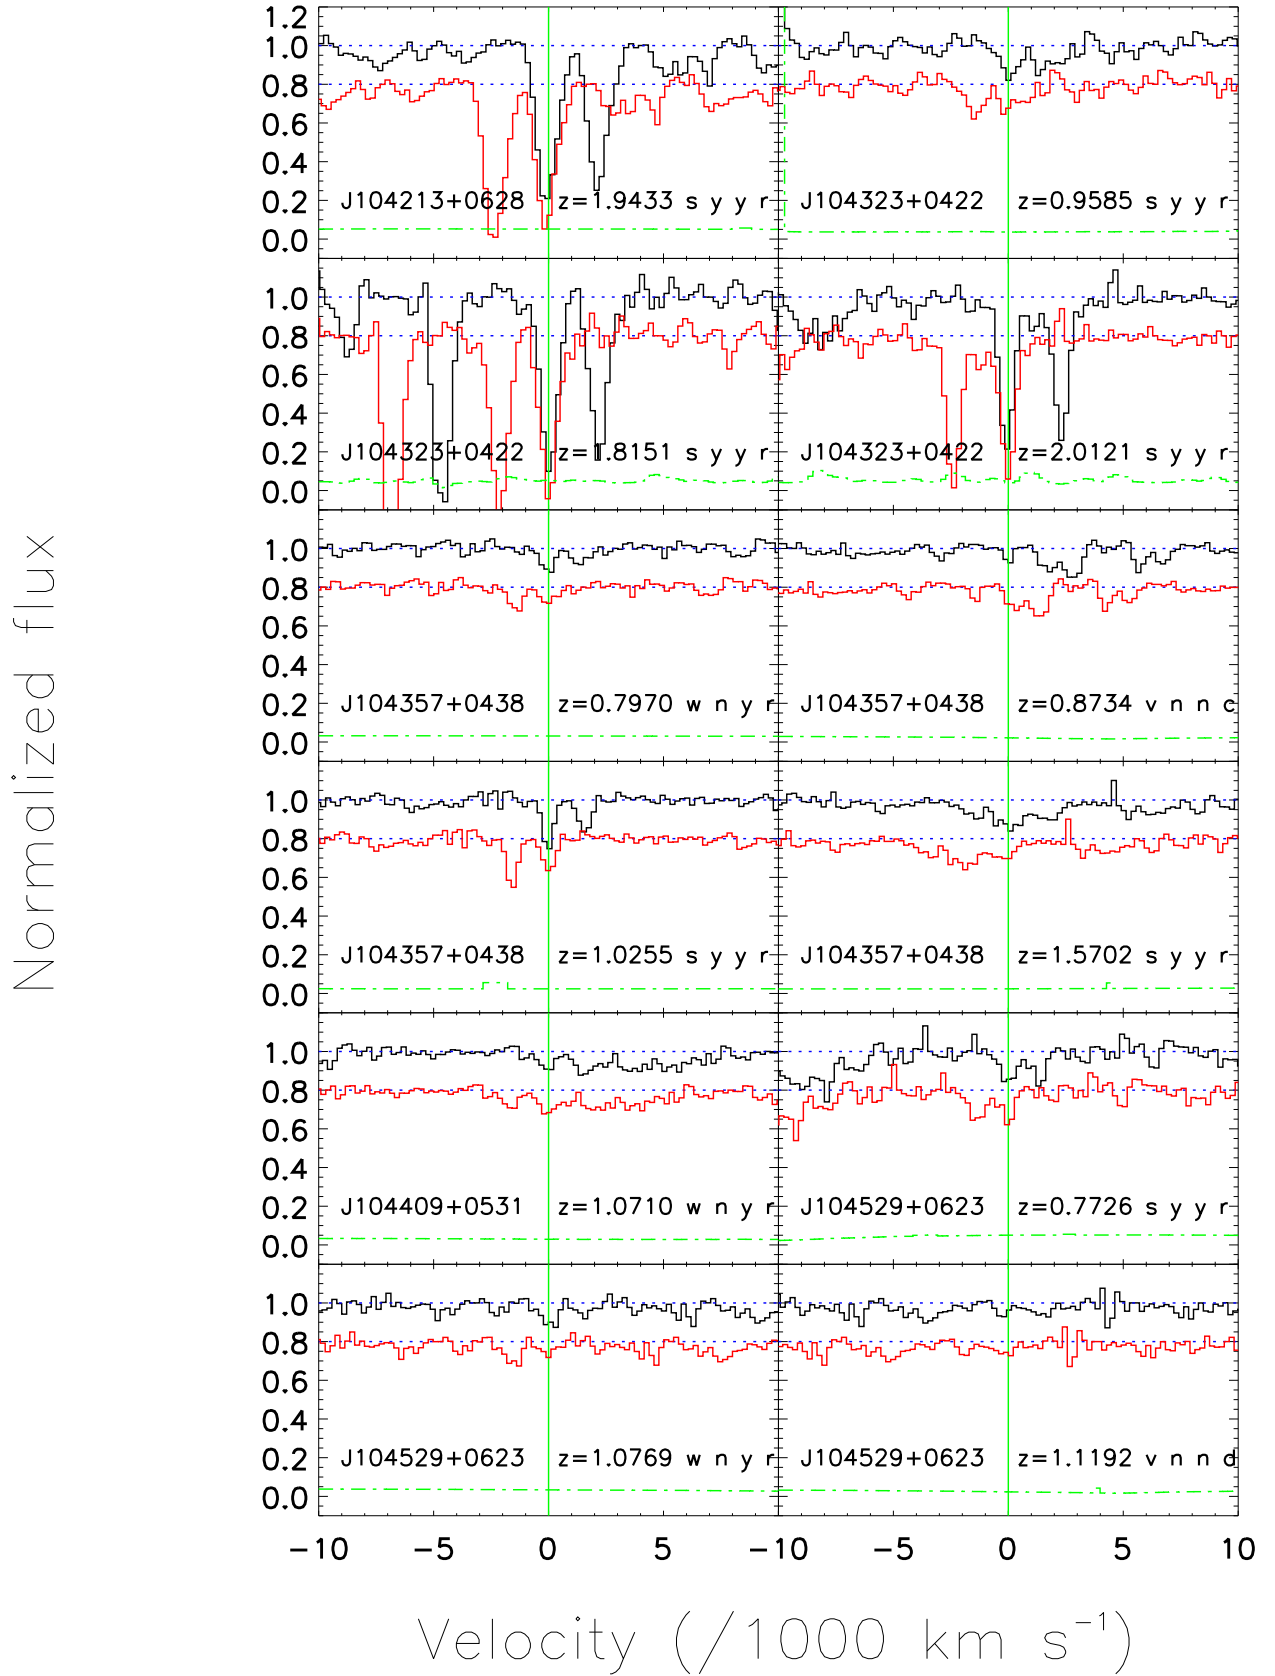 1.2
1.0
0.8
0.6
0.4
0.2
0.0
J104213+0628 z=1.9433 s y y r
J104323+0422 z=0.9585 s y y r
1.0
0.8
0.6
0.4
0.2
0.0
J104323+0422 z=1.8151 s y y r
J104323+0422 z=2.0121 s y y r
1.0
0.8
0.6
0.4
0.2
0.0
J104357+0438 z=0.7970 w n y r
J104357+0438 z=0.8734 v n n c
1.0
0.8
0.6
0.4
0.2
0.0
J104357+0438 z=1.0255 s y y r
J104357+0438 z=1.5702 s y y r
1.0
0.8
0.6
0.4
0.2
0.0
J104409+0531 z=1.0710 w n y r
J104529+0623 z=0.7726 s y y r
1.0
0.8
0.6
0.4
0.2
0.0
J104529+0623 z=1.0769 w n y r
J104529+0623 z=1.1192 v n n d
-10 -5 0 5 -10 -5 0 5 10
Velocity (/1000 km s⁻¹)
Normalized flux